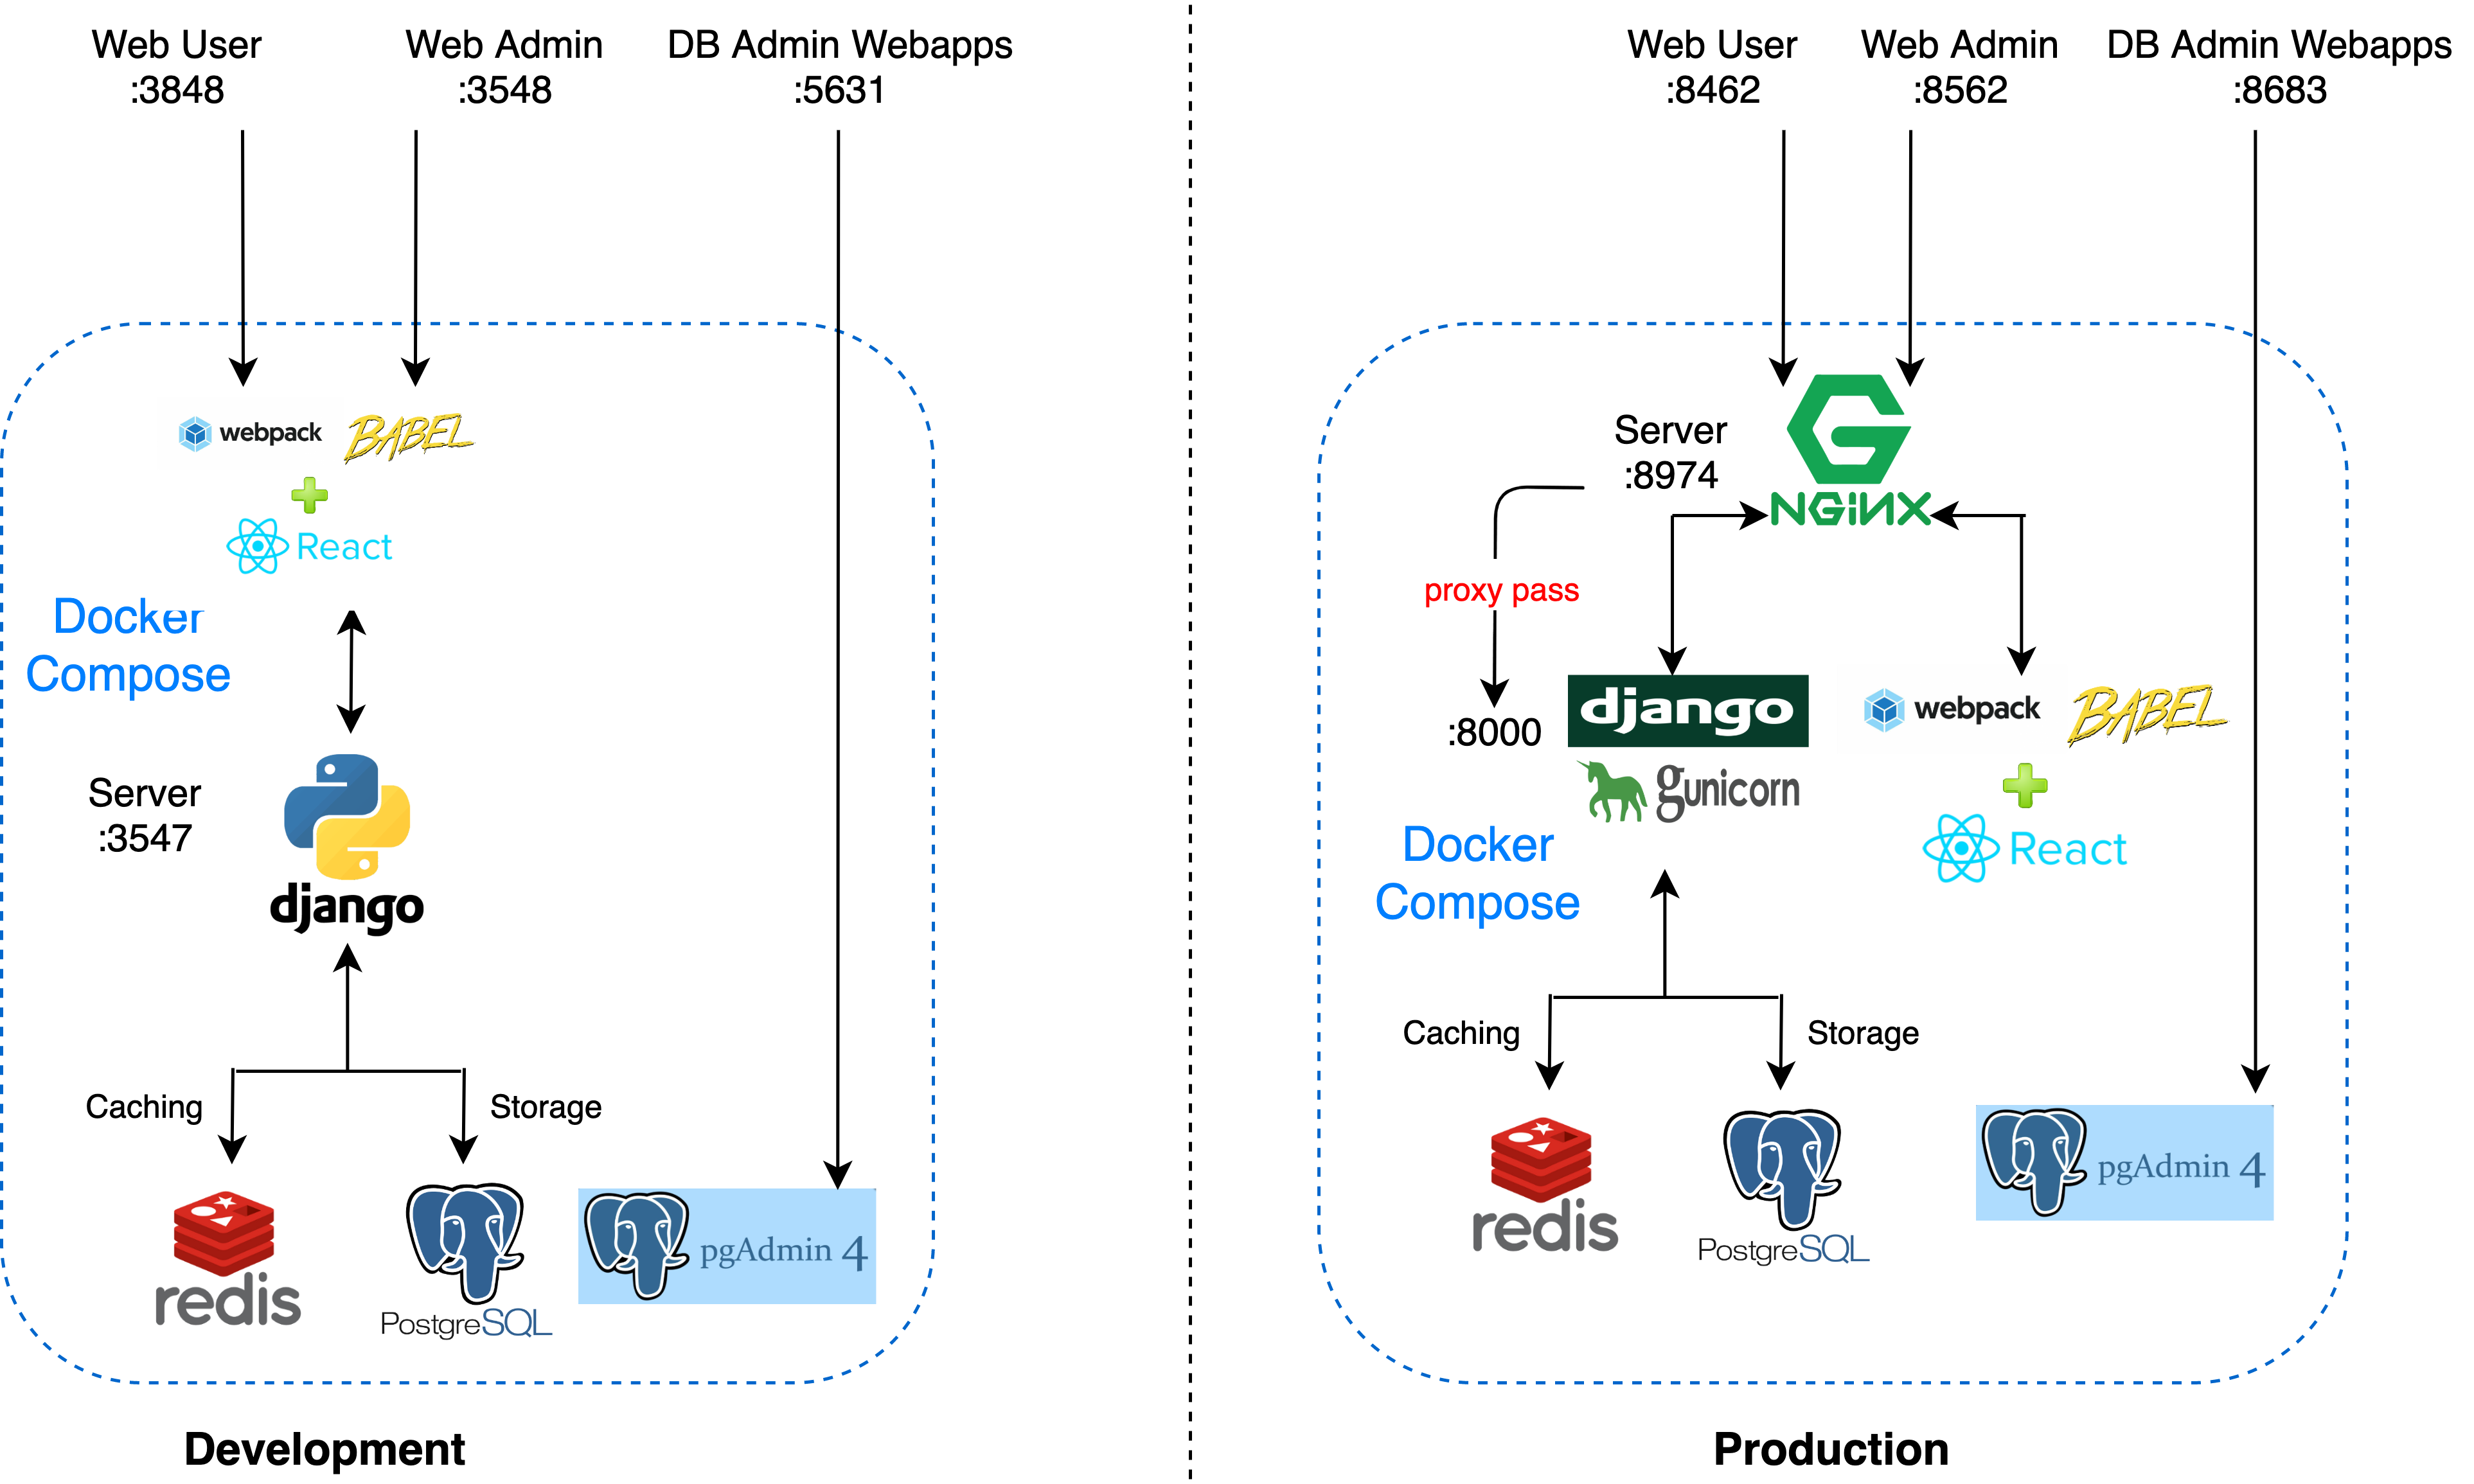 Web User
:3848
Web Admin
:3548
DB Admin Webapps
:5631
webpack
BABEL
React
Docker
Compose
Server
:3547
django
Caching
Storage
redis
PostgreSQL
pgAdmin 4
Development
Web User
:8462
Web Admin
:8562
DB Admin Webapps
:8683
Server
:8974
NGINX
proxy pass
:8000
django
gunicorn
webpack
BABEL
React
Docker
Compose
Caching
Storage
redis
PostgreSQL
pgAdmin 4
Production